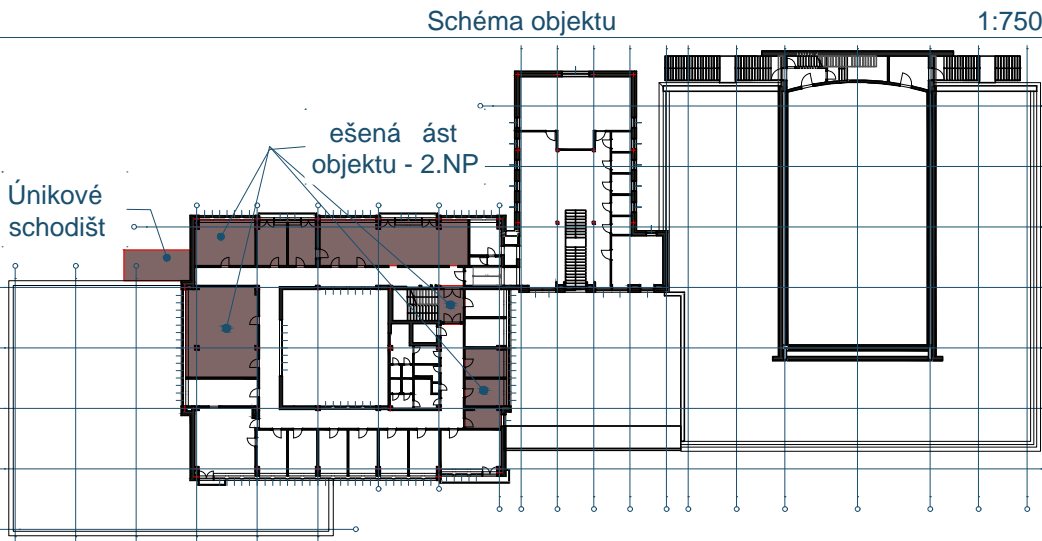 Schéma objektu
1:750
ešená ást
objektu - 2.NP
Únikové
schodišt